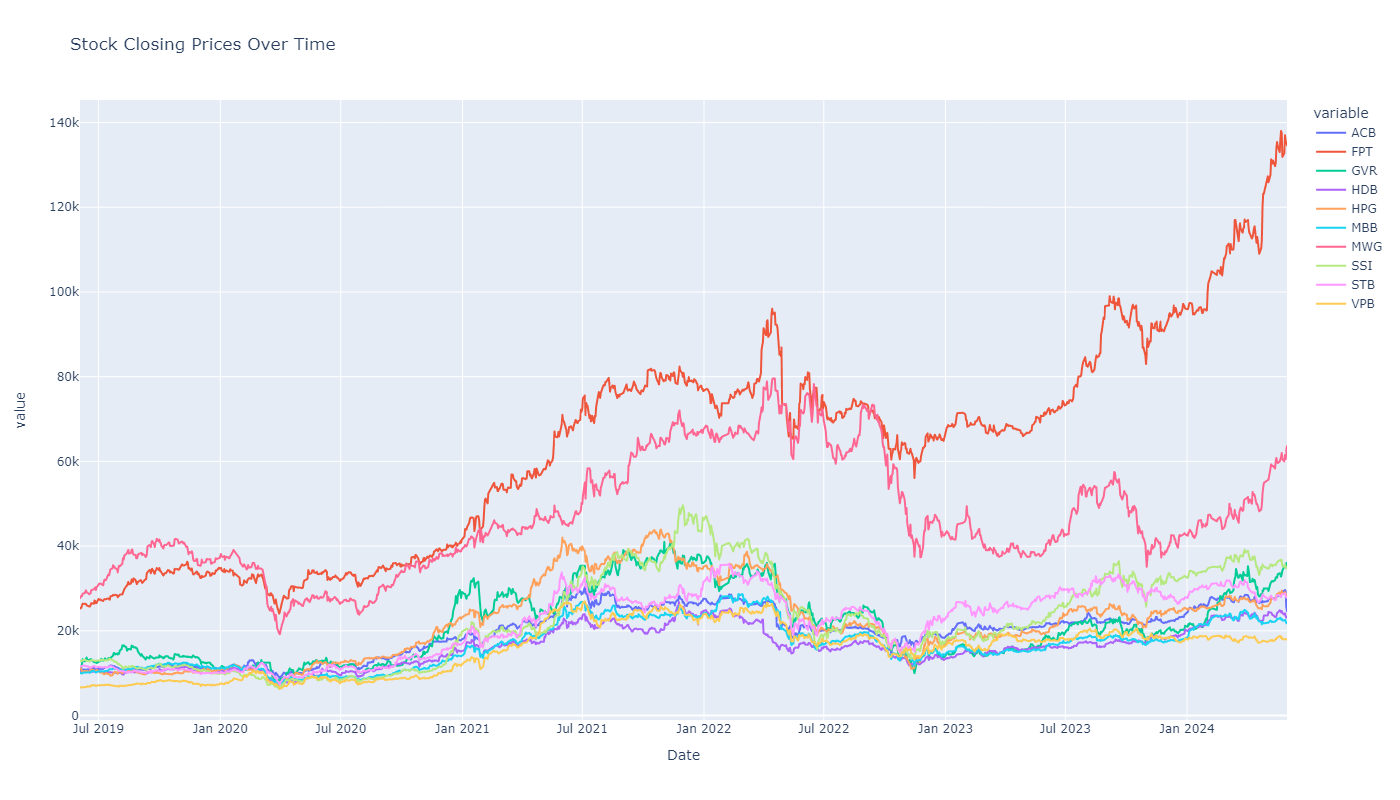 Stock Closing Prices Over Time
variable
ACB
FPT
GVR
HDB
HPG
MBB
MWG
SSI
STB
VPB
value
140k
120k
100k
80k
60k
40k
20k
0
Jul 2019
Jan 2020
Jul 2020
Jan 2021
Jul 2021
Jan 2022
Jul 2022
Jan 2023
Jul 2023
Jan 2024
Date